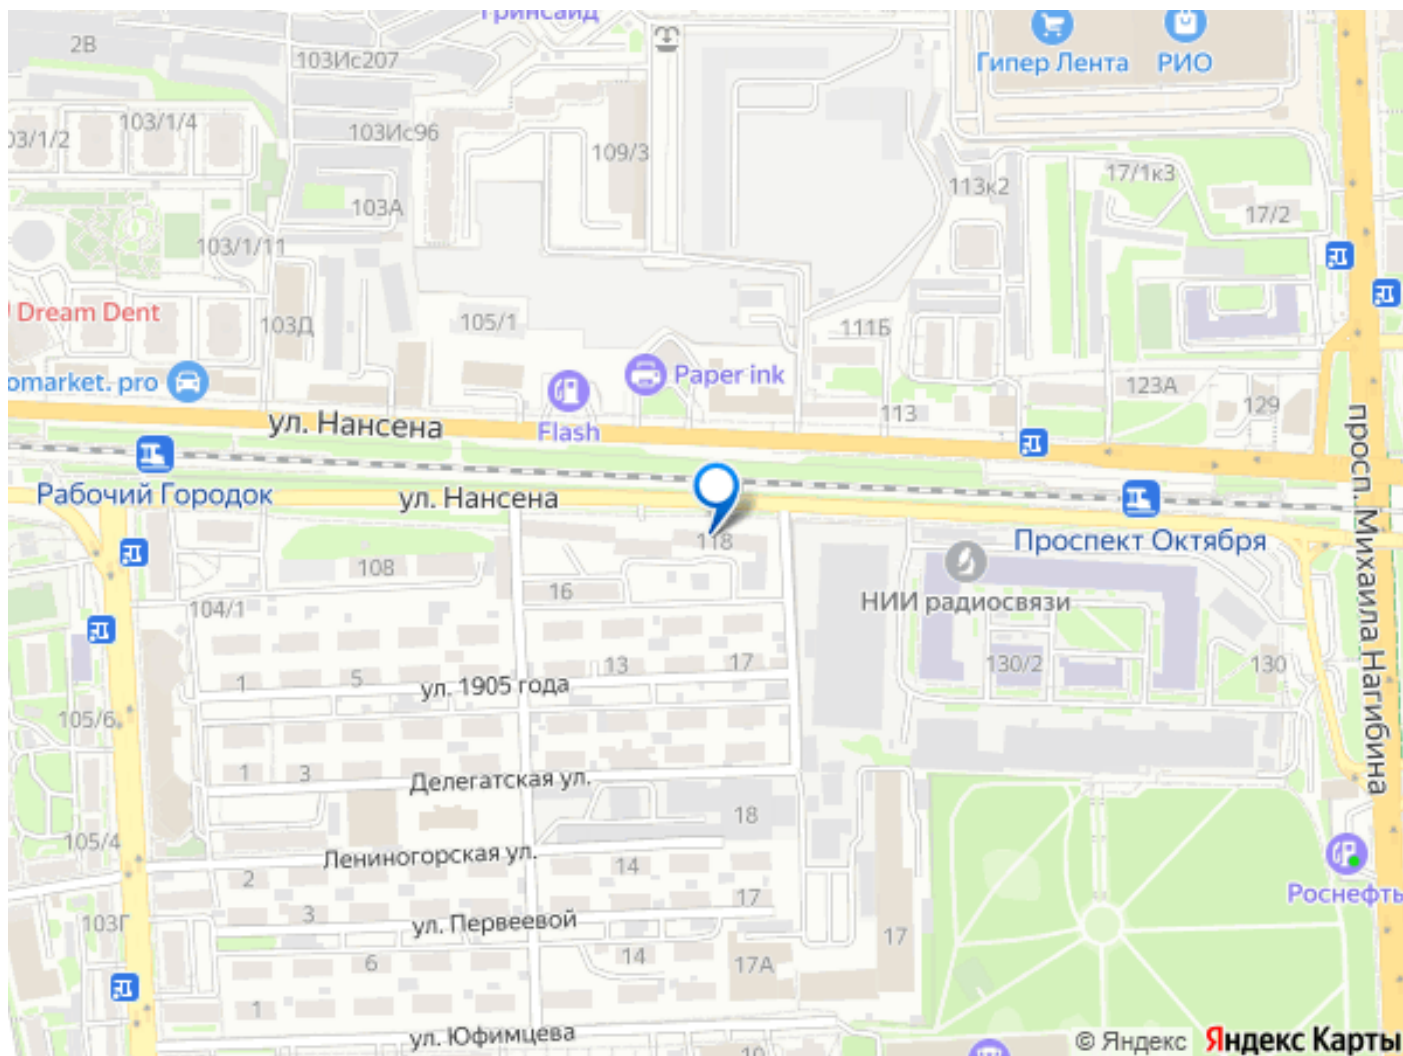 Гринсайд
2В
103Ис207
Гипер Лента
РИО
103/1/4
103/1/2
103Ис96
109/3
17/1к3
113к2
103А
17/2
103/1/11
Dream Dent
103Д
105/1
111Б
omarket. pro
Paper ink
123А
129
113
ул. Нансена
Flash
просп. Михаила Нагибина
Рабочий Городок
ул. Нансена
118
Проспект Октября
108
16
НИИ радиосвязи
104/1
13
17
130/2
130
1
5
ул. 1905 года
105/6
1
3
Делегатская ул.
18
105/4
Лениногорская ул.
14
2
Роснефть
17
3
103Г
ул. Первеевой
17
14
17А
6
1
ул. Юфимцева
10
© Яндекс Яндекс Карты